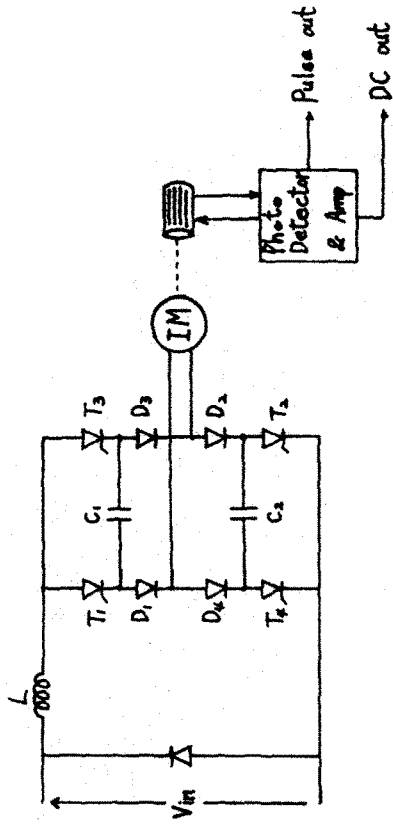 L
T1
T3
C1
D1
D3
Vin
IM
D4
D2
C2
T4
T2
Photo
Detector
& Amp
Pulse out
DC out